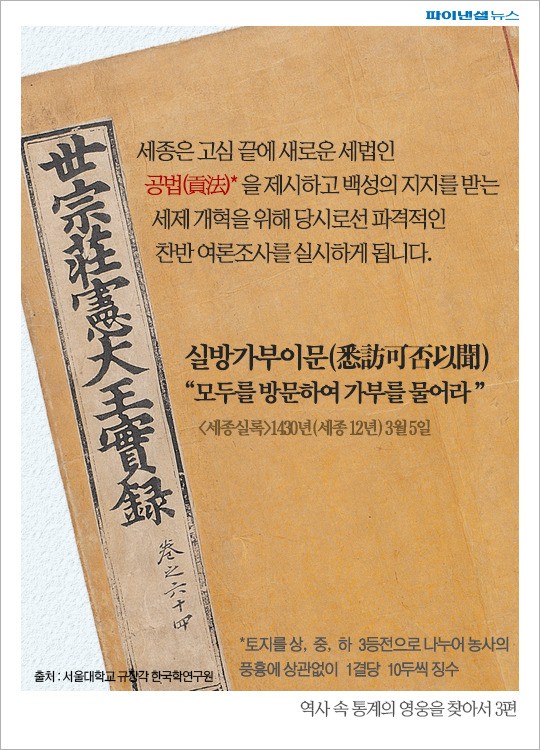 파이낸셜뉴스
세종은 고심 끝에 새로운 세법인
공법(貢法)* 을 제시하고 백성의 지지를 받는
세제 개혁을 위해 당시로선 파격적인
찬반 여론조사를 실시하게 됩니다.
世宗莊憲大王實録
卷之六十四
실방가부이문(悉訪可否以聞)
“모두를 방문하여 가부를 물어라”
<세종실록>1430년(세종 12년) 3월 5일
*토지를 상, 중, 하 3등전으로 나누어 농사의
풍흉에 상관없이 1결당 10두씩 징수
출처 : 서울대학교 규장각 한국학연구원
역사 속 통계의 영웅을 찾아서 3편